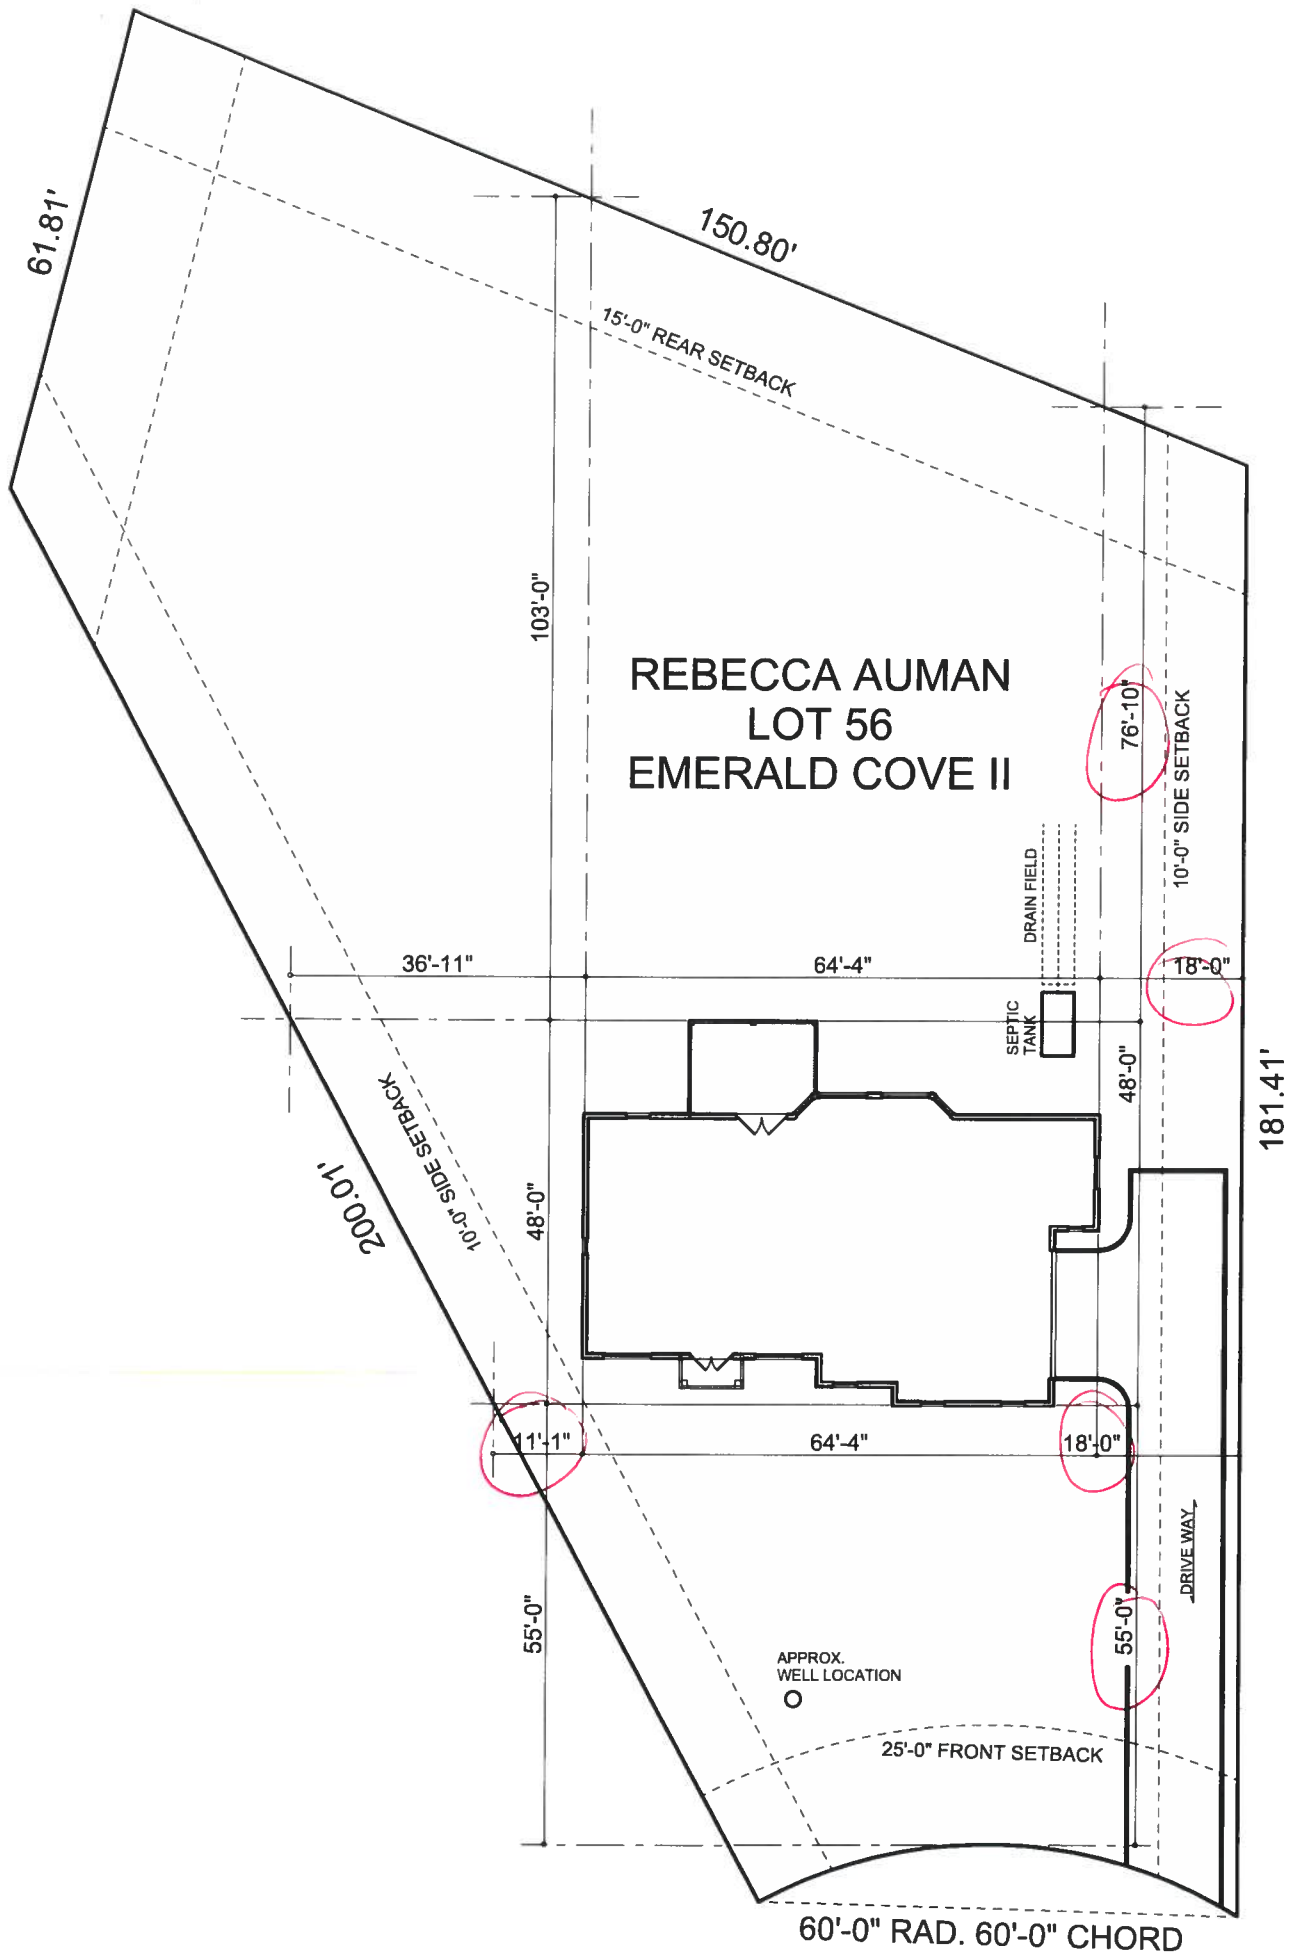 61.81'
150.80'
15'-0" REAR SETBACK
103'-0"
REBECCA AUMAN
LOT 56
EMERALD COVE II
76'-10"
10'-0" SIDE SETBACK
DRAIN FIELD
36'-11"
64'-4"
18'-0"
SEPTIC
TANK
48'-0"
181.41'
10'-0" SIDE SETBACK
200.01'
48'-0"
11'-1"
64'-4"
18'-0"
DRIVE WAY
55'-0"
55'-0"
APPROX.
WELL LOCATION
25'-0" FRONT SETBACK
60'-0" RAD. 60'-0" CHORD